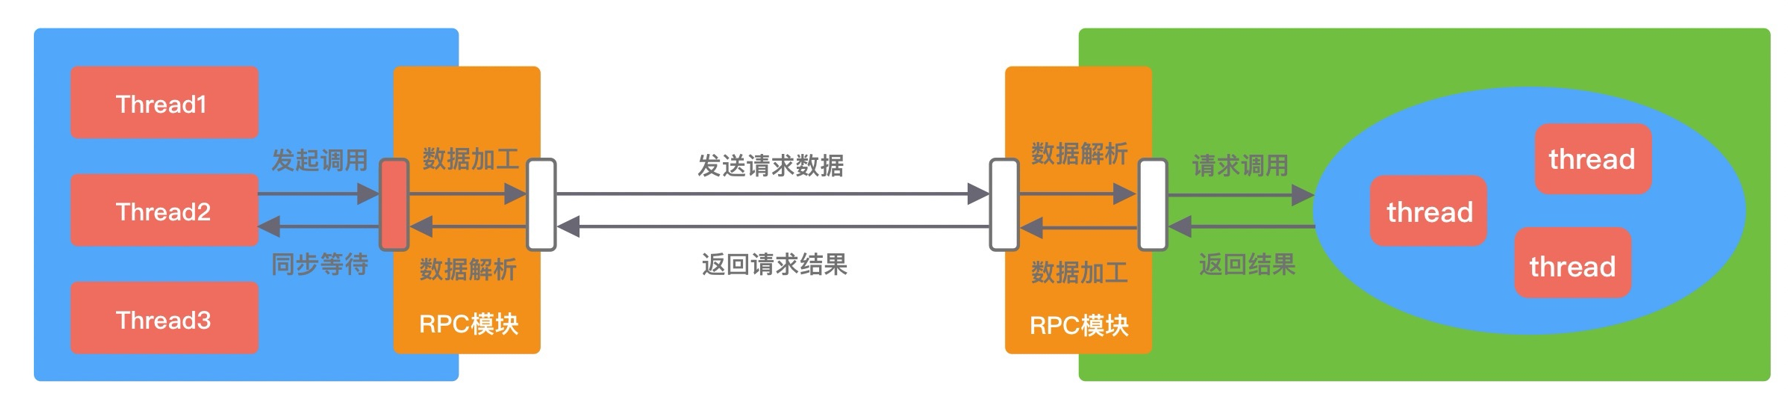 Thread1
发起调用
Thread2
同步等待
Thread3
数据加工
数据解析
RPC模块
发送请求数据
返回请求结果
数据解析
数据加工
RPC模块
请求调用
返回结果
thread
thread
thread